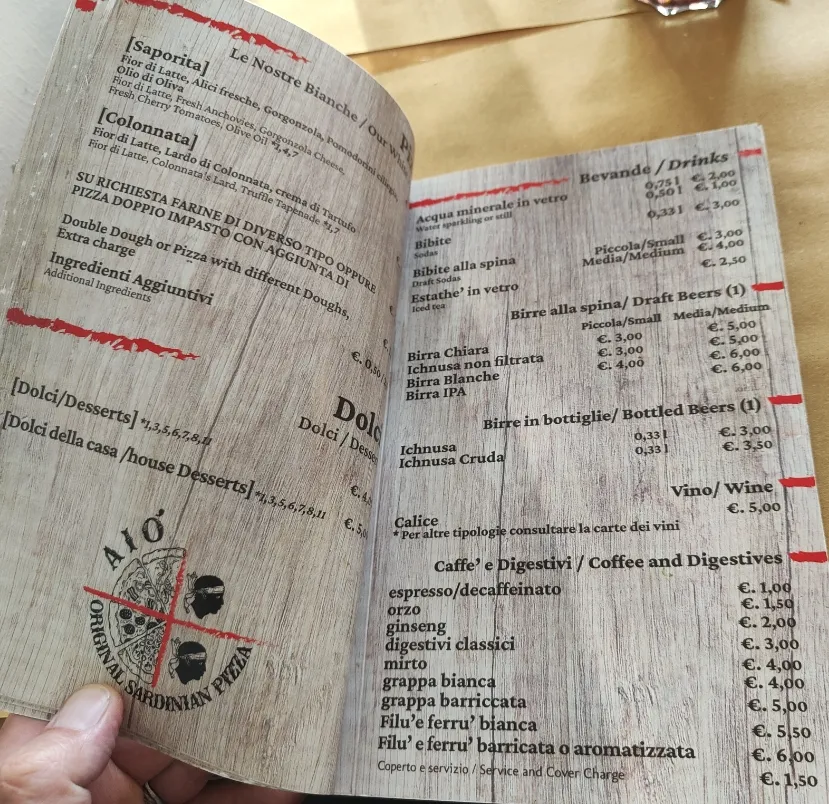 Le Nostre Bianche / Our
[Saporita]
Fior di Latte, Alici fresche, Gorgonzola, Pomodorini
Olio di Oliva
Fior di Latte, Fresh Anchovies, Gorgonzola Cheese,
Fresh Cherry Tomatoes, Olive Oil *1,4,7
[Colonnata]
Fior di Latte, Lardo di Colonnata, crema di Tartufo
Fior di Latte, Colonnata's Lard, Truffle Tapenade *1,7
SU RICHIESTA FARINE DI DIVERSO TIPO OPPURE
PIZZA DOPPIO IMPASTO CON AGGIUNTA DI
Double Dough or Pizza with different Doughs,
Extra charge
Ingredienti Aggiuntivi
Additional Ingredients
€. 0,50
Dolc
Dolci / Desse
[Dolci/Desserts] *1,3,5,6,7,8,11 €. 4,
[Dolci della casa /house Desserts] *1,3,5,6,7,8,11 €. 5,
AIÒ
ORIGINAL SARDINIAN PIZZA
Bevande / Drinks
Acqua minerale in vetro 0,75 l €. 2,00
Water sparkling or still 0,50 l €. 1,00
Bibite 0,33 l €. 3,00
Sodas
Bibite alla spina Piccola/Small €. 3,00
Draft Sodas Media/Medium €. 4,00
Estathe' in vetro €. 2,50
Iced tea
Birre alla spina/ Draft Beers (1)
Piccola/Small Media/Medium
Birra Chiara €. 3,00 €. 5,00
Ichnusa non filtrata €. 3,00 €. 5,00
Birra Blanche €. 4,00 €. 6,00
Birra IPA €. 6,00
Birre in bottiglie/ Bottled Beers (1)
Ichnusa 0,33 l €. 3,00
Ichnusa Cruda 0,33 l €. 3,50
Vino/ Wine
Calice €. 5,00
* Per altre tipologie consultare la carte dei vini
Caffe' e Digestivi / Coffee and Digestives
espresso/decaffeinato €. 1,00
orzo €. 1,50
ginseng €. 2,00
digestivi classici €. 3,00
mirto €. 4,00
grappa bianca €. 4,00
grappa barriccata €. 5,00
Filu'e ferru' bianca €. 5,50
Filu' e ferru' barricata o aromatizzata €. 6,00
Coperto e servizio / Service and Cover Charge €. 1,50